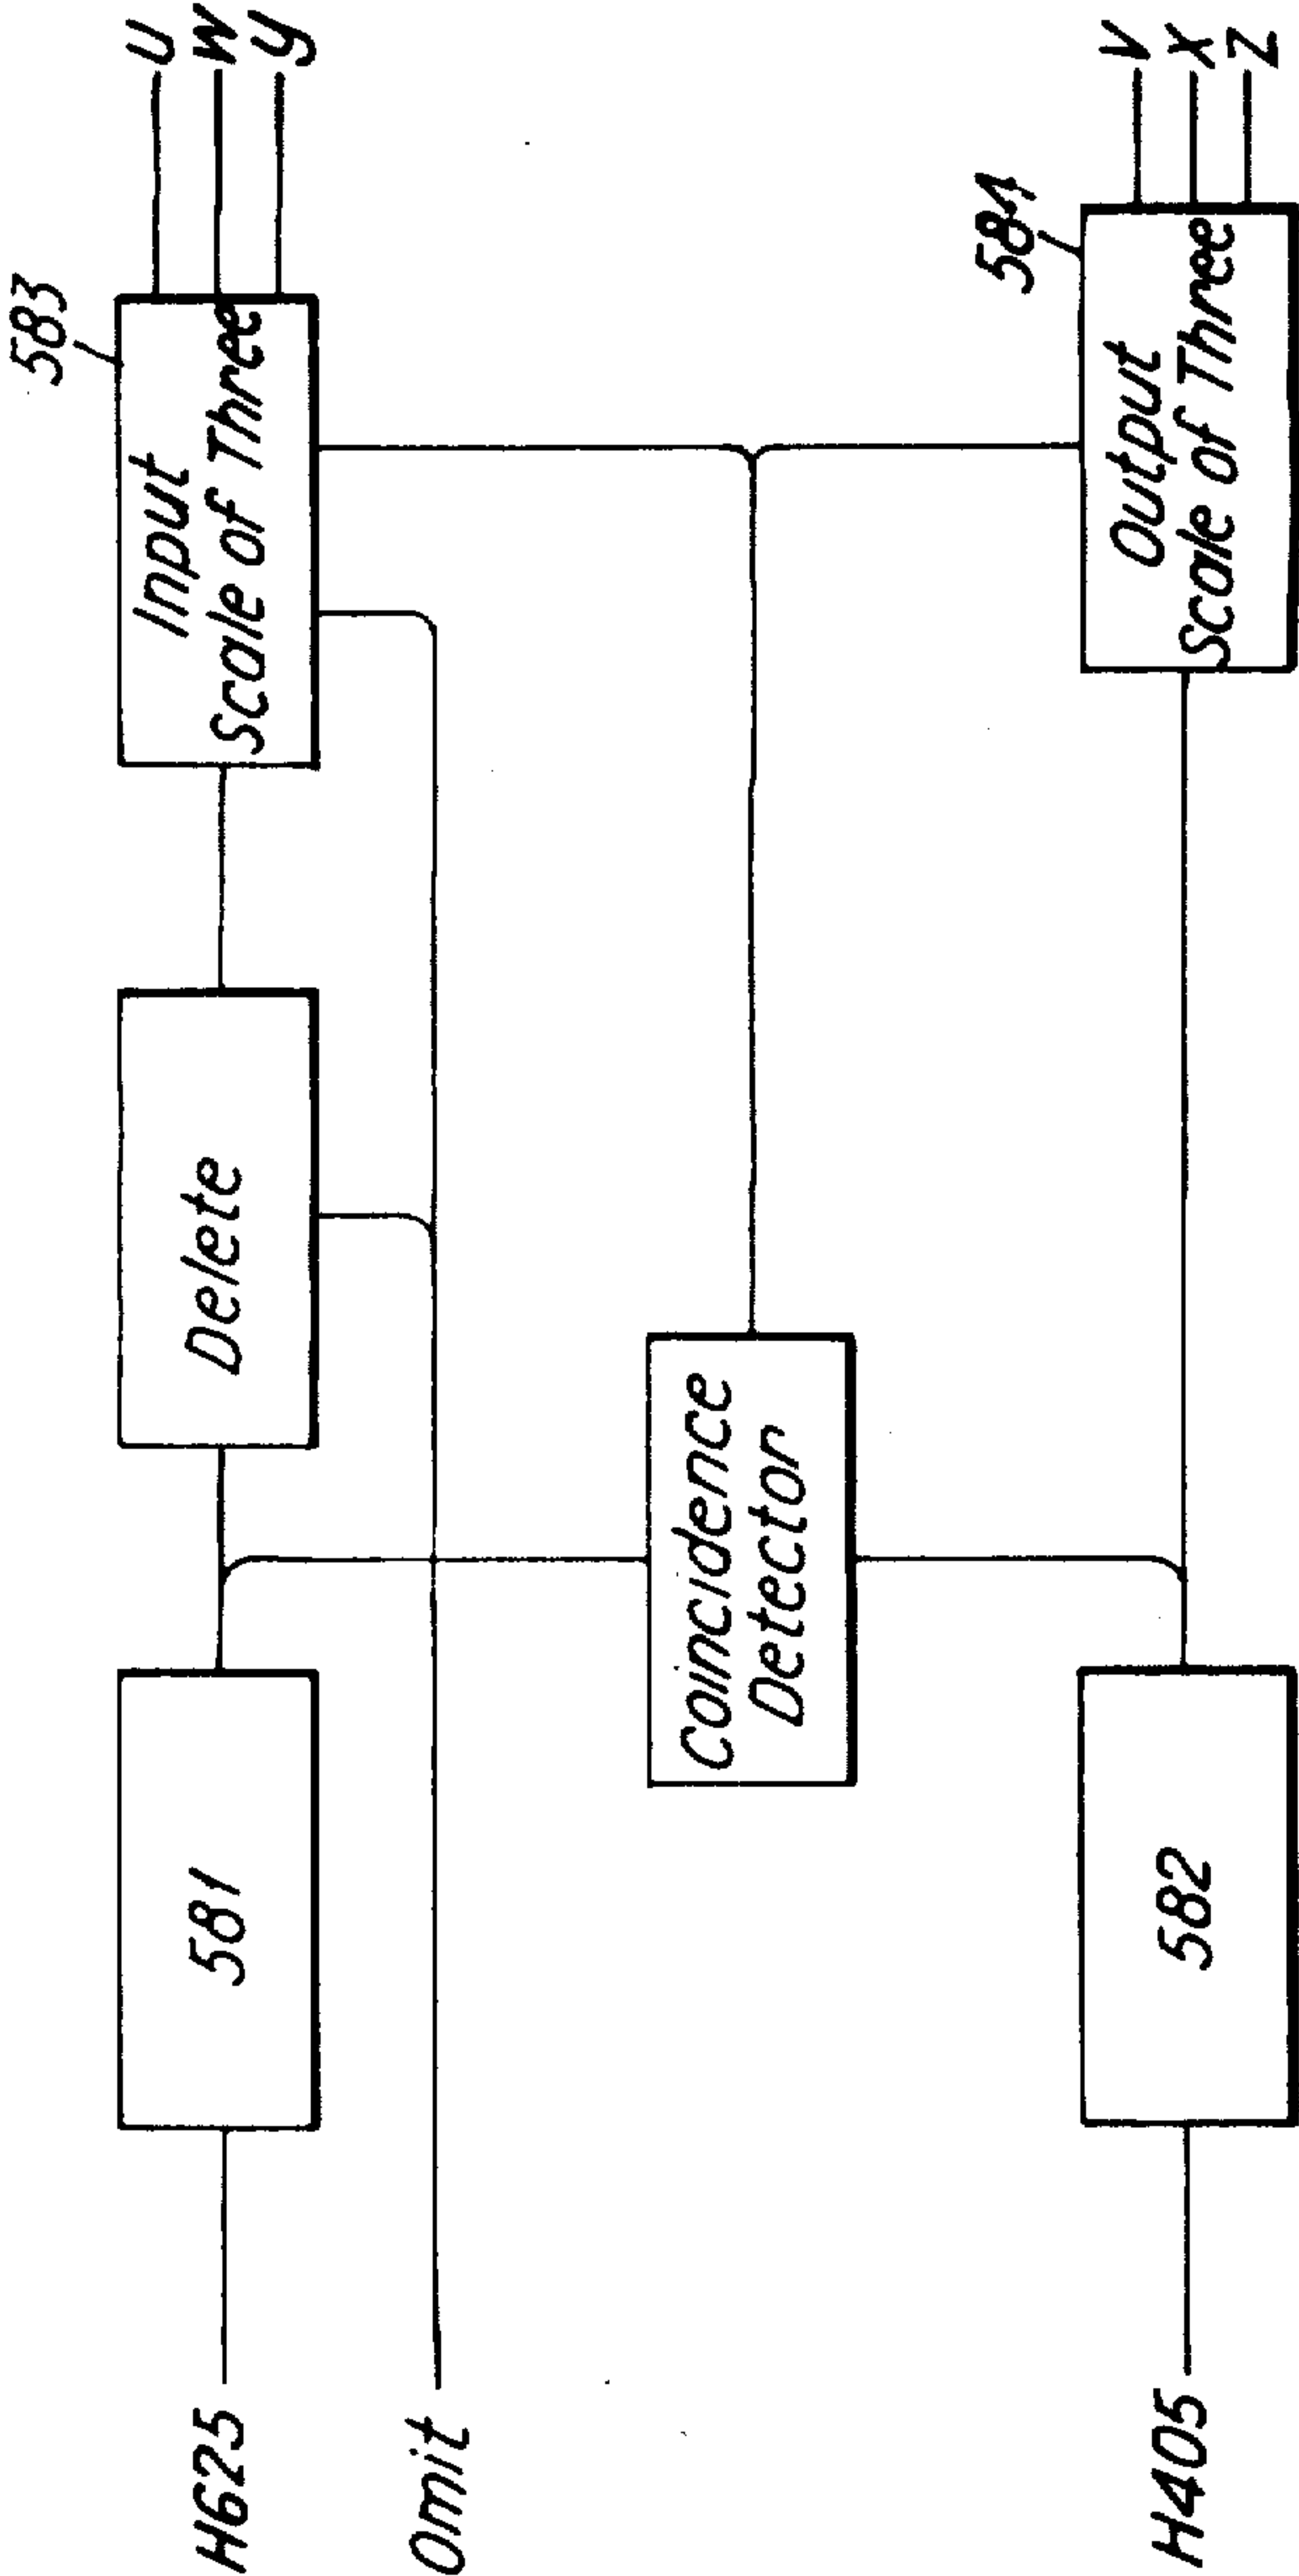 583
H625
581
Delete
Input
Scale of Three
U
W
Y
Omit
Coincidence
Detector
584
H405
582
Output
Scale of Three
V
X
Z